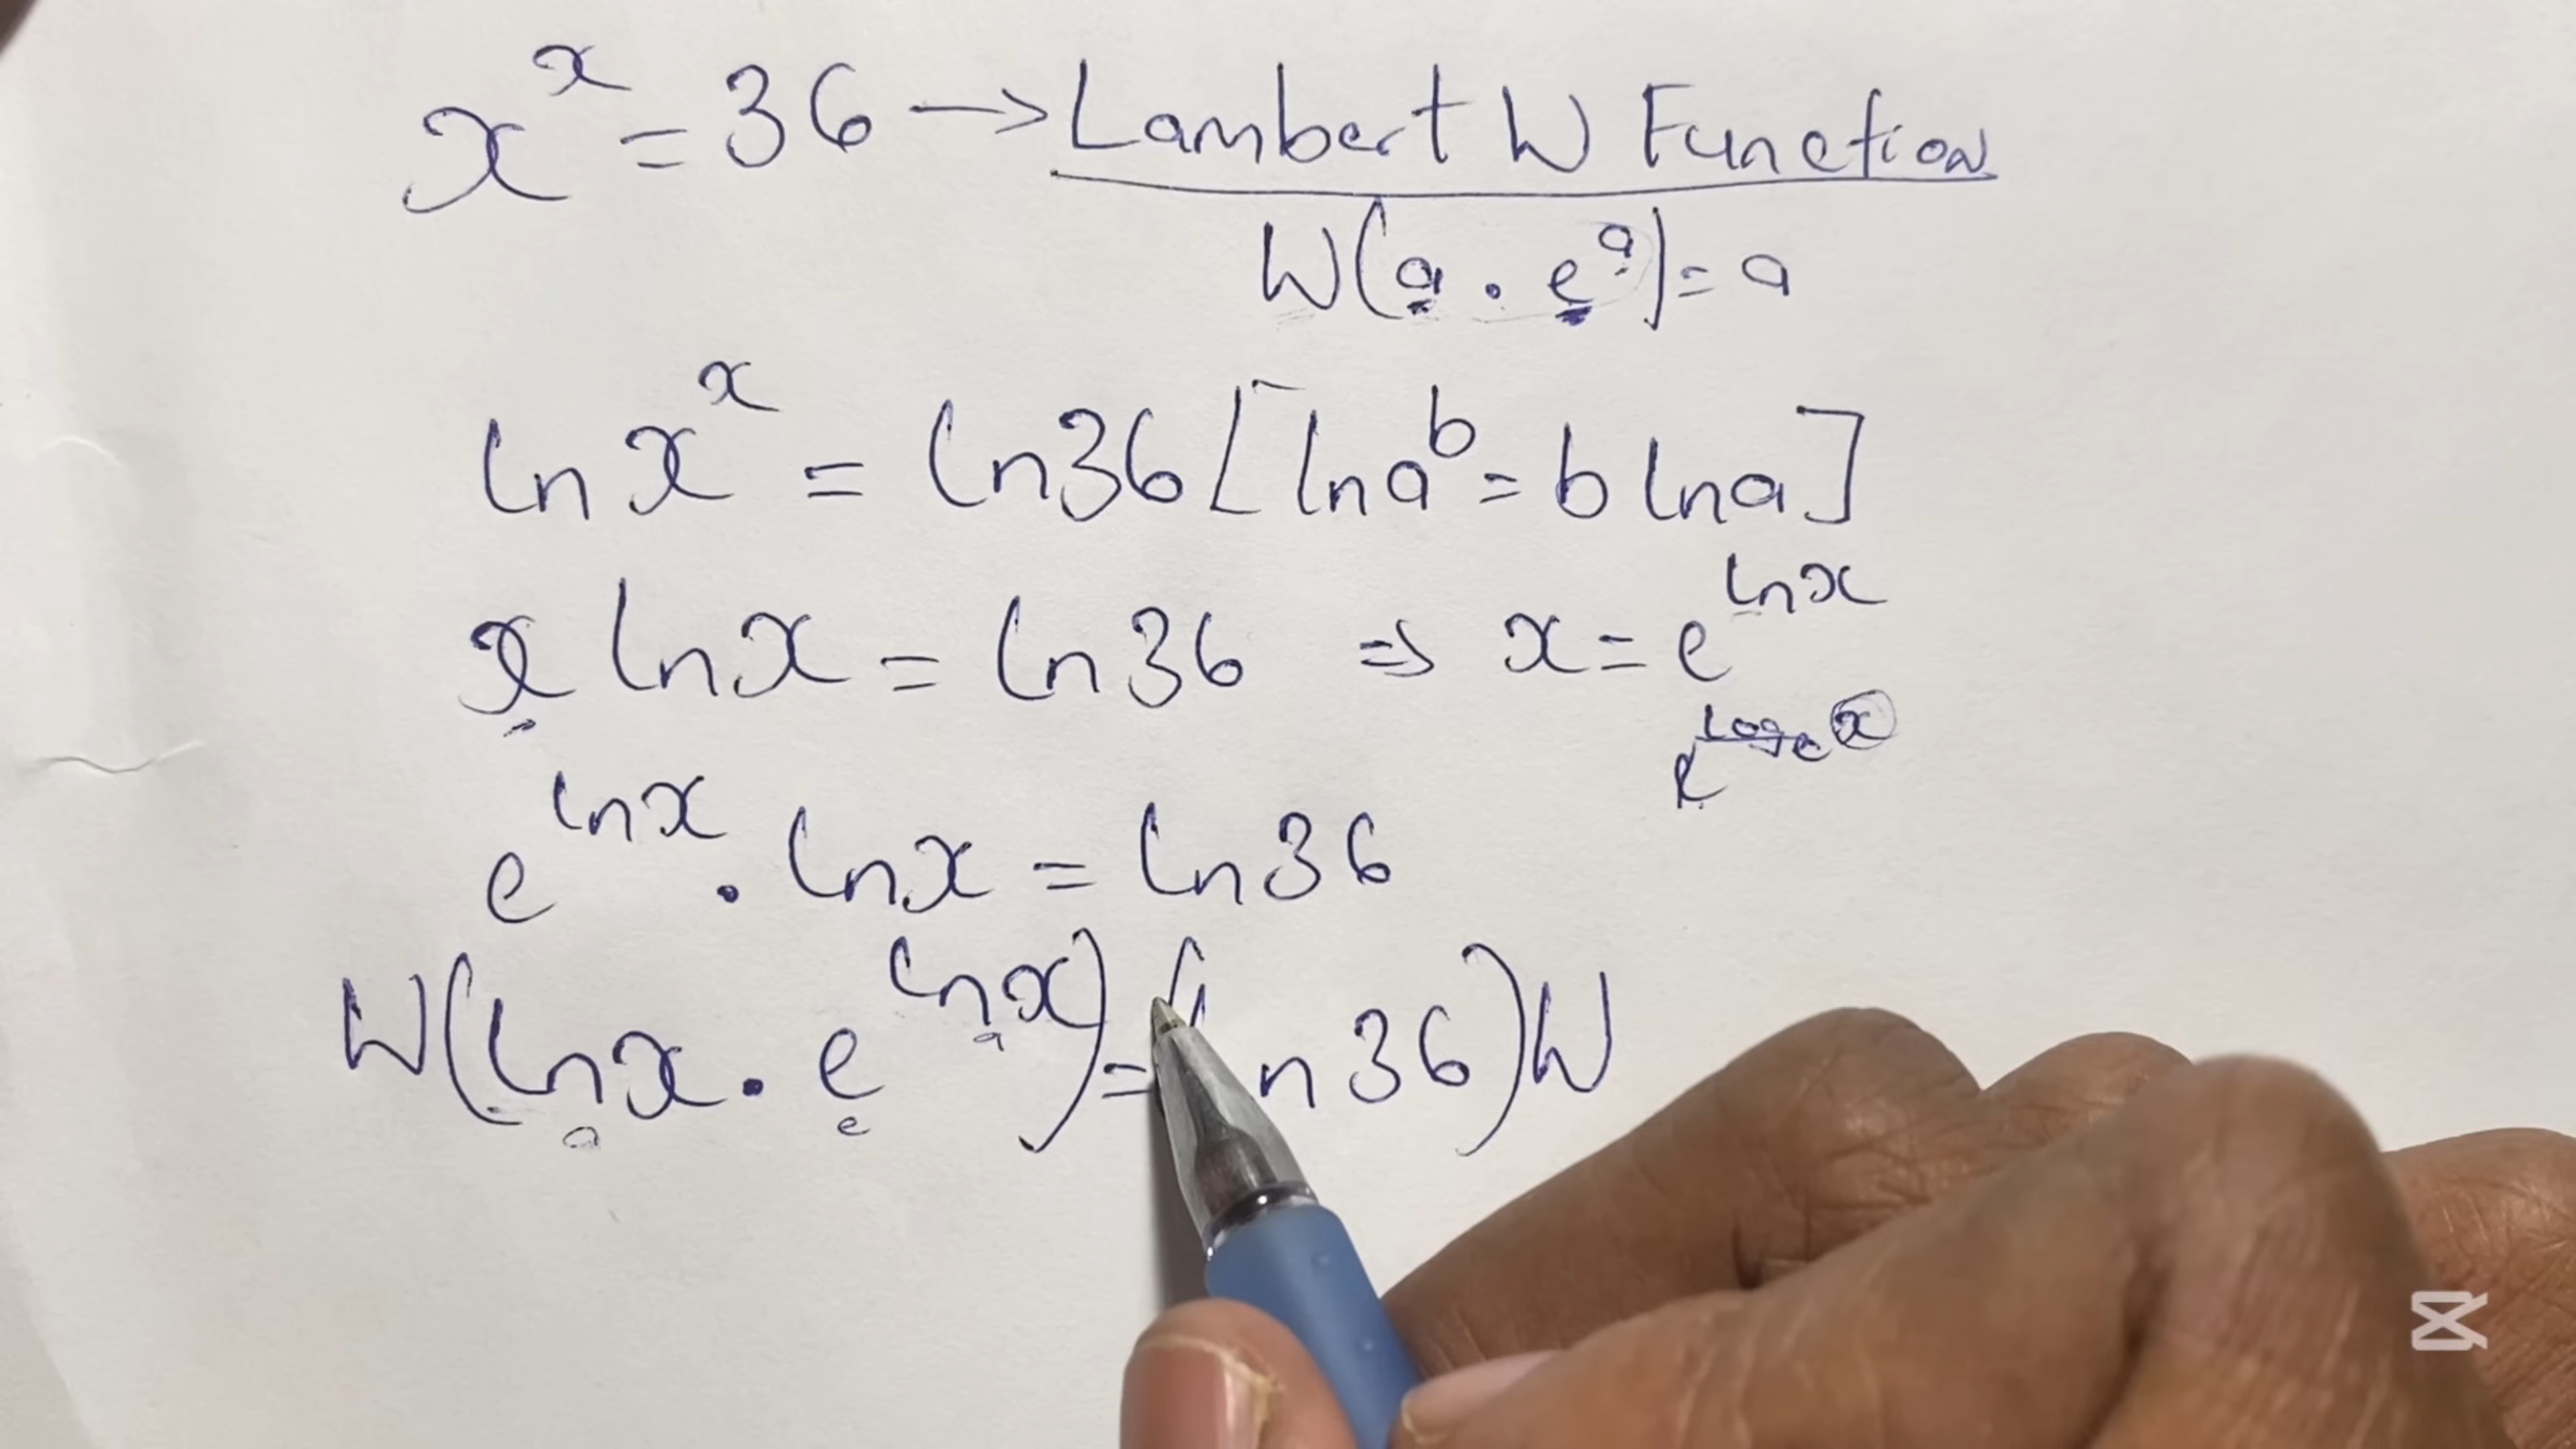 x^x = 36 → Lambert W Function
W(a · e^a) = a
ln x^x = ln36 [ln a^b = b ln a]
x ln x = ln 36 ⇒ x = e^ln x
e^log_e x
e^ln x · ln x = ln 36
W(ln x · e^ln x) = (ln 36)W
a e a